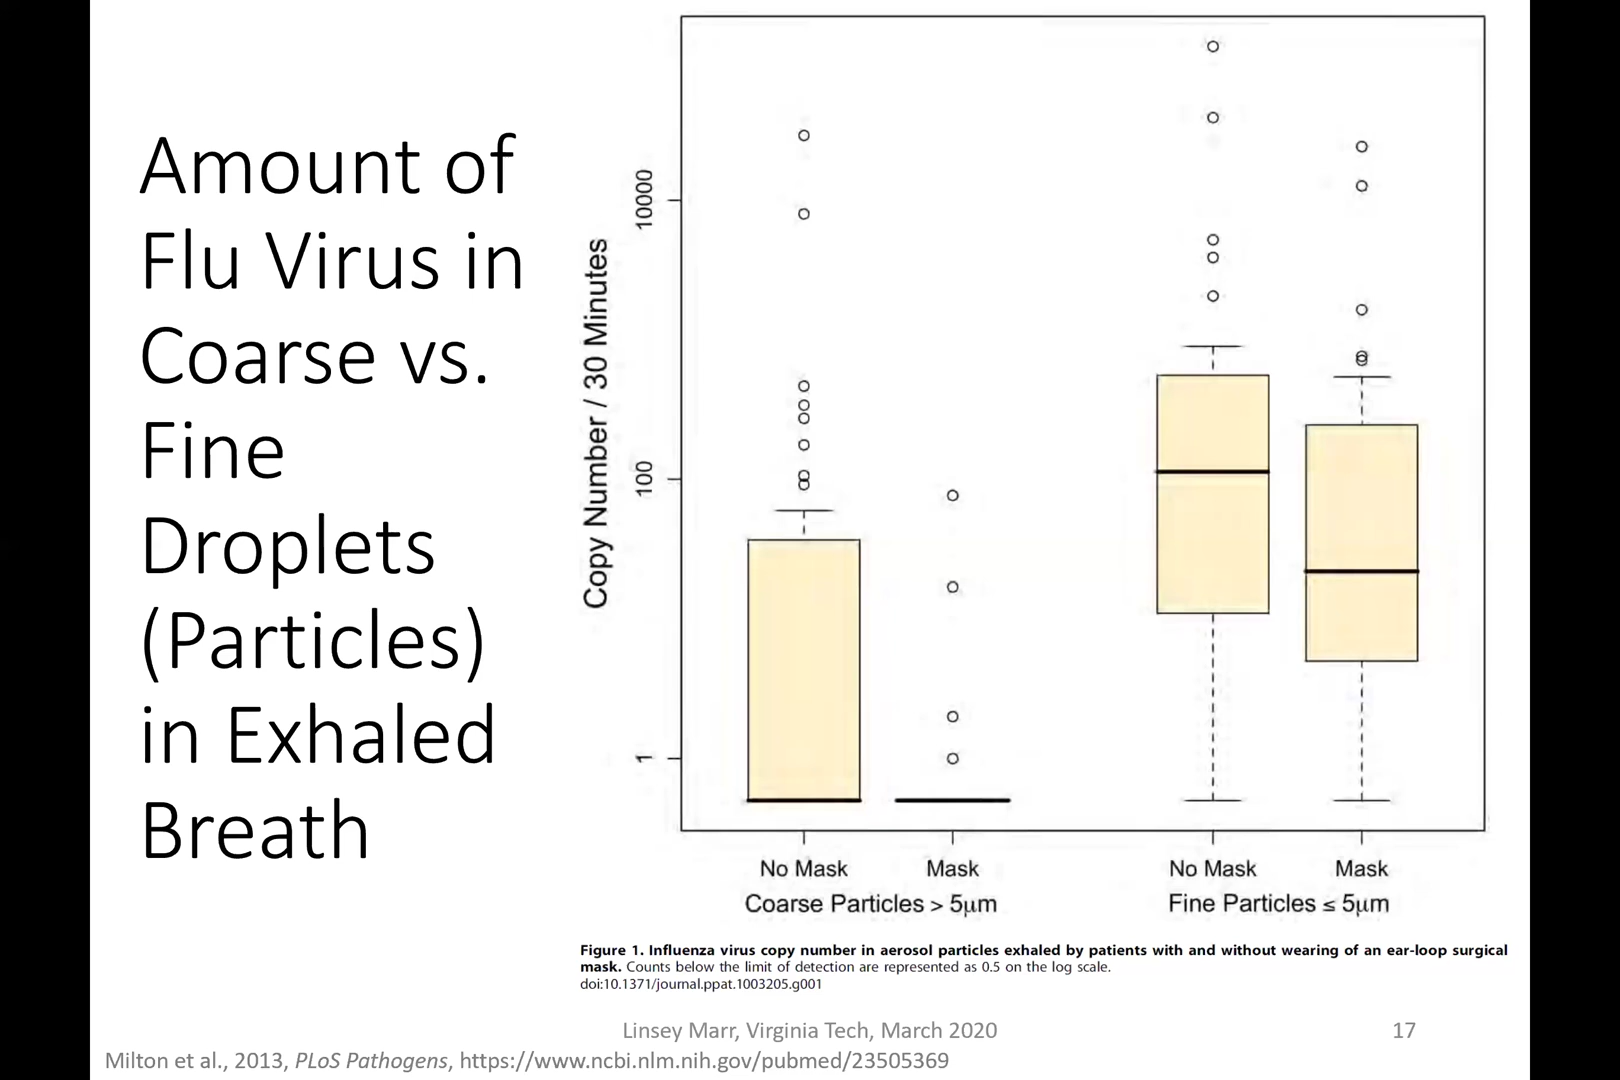 Amount of
Flu Virus in
Coarse vs.
Fine
Droplets
(Particles)
in Exhaled
Breath
Copy Number / 30 Minutes
10000
100
1
No Mask
Mask
No Mask
Mask
Coarse Particles > 5μm
Fine Particles ≤ 5μm
Figure 1. Influenza virus copy number in aerosol particles exhaled by patients with and without wearing of an ear-loop surgical
mask. Counts below the limit of detection are represented as 0.5 on the log scale.
doi:10.1371/journal.ppat.1003205.g001
Linsey Marr, Virginia Tech, March 2020
17
Milton et al., 2013, PLoS Pathogens, https://www.ncbi.nlm.nih.gov/pubmed/23505369